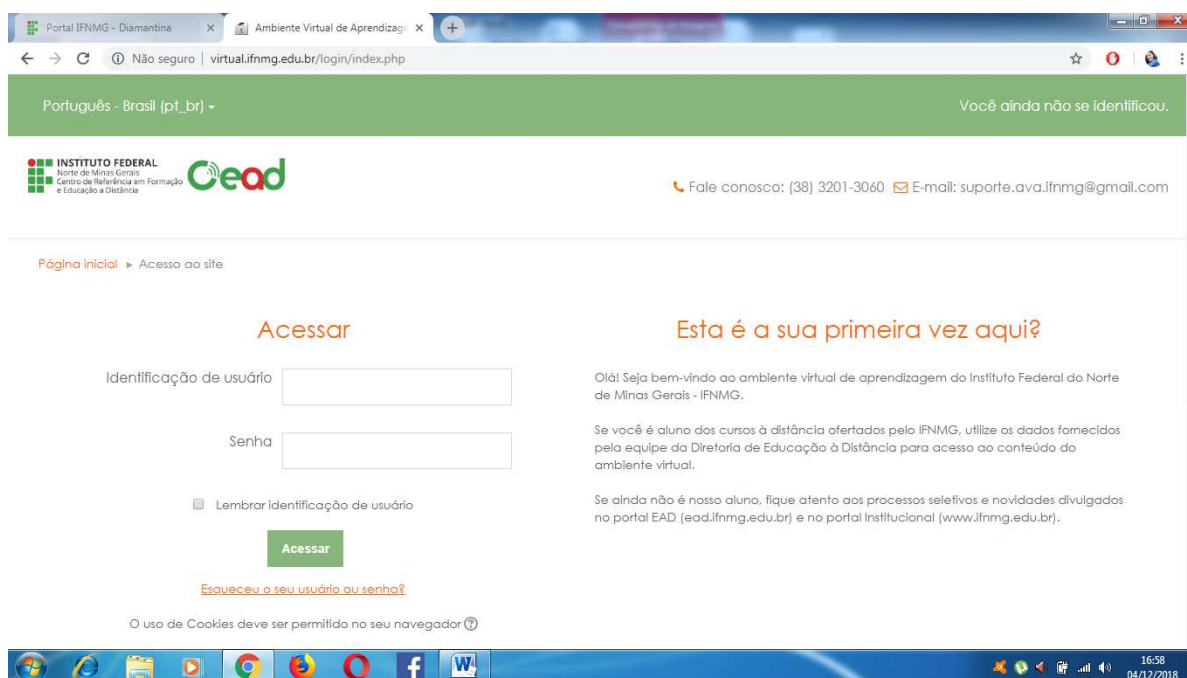 Portal IFNMG - Diamantina
Ambiente Virtual de Aprendizage
Não seguro | virtual.ifnmg.edu.br/login/index.php
Português - Brasil (pt_br)
Você ainda não se identificou.
INSTITUTO FEDERAL
Norte de Minas Gerais
Centro de Referência em Formação
e Educação a Distância
Cead
Fale conosco: (38) 3201-3060 E-mail: suporte.ava.ifnmg@gmail.com
Página inicial ► Acesso ao site
Acessar
Identificação de usuário
Senha
Lembrar identificação de usuário
Acessar
Esqueceu o seu usuário ou senha?
O uso de Cookies deve ser permitido no seu navegador
Esta é a sua primeira vez aqui?
Olá! Seja bem-vindo ao ambiente virtual de aprendizagem do Instituto Federal do Norte
de Minas Gerais - IFNMG.
Se você é aluno dos cursos à distância ofertados pelo IFNMG, utilize os dados fornecidos
pela equipe da Diretoria de Educação à Distância para acesso ao conteúdo do
ambiente virtual.
Se ainda não é nosso aluno, fique atento aos processos seletivos e novidades divulgados
no portal EAD (ead.ifnmg.edu.br) e no portal Institucional (www.ifnmg.edu.br).
16:58
04/12/2018